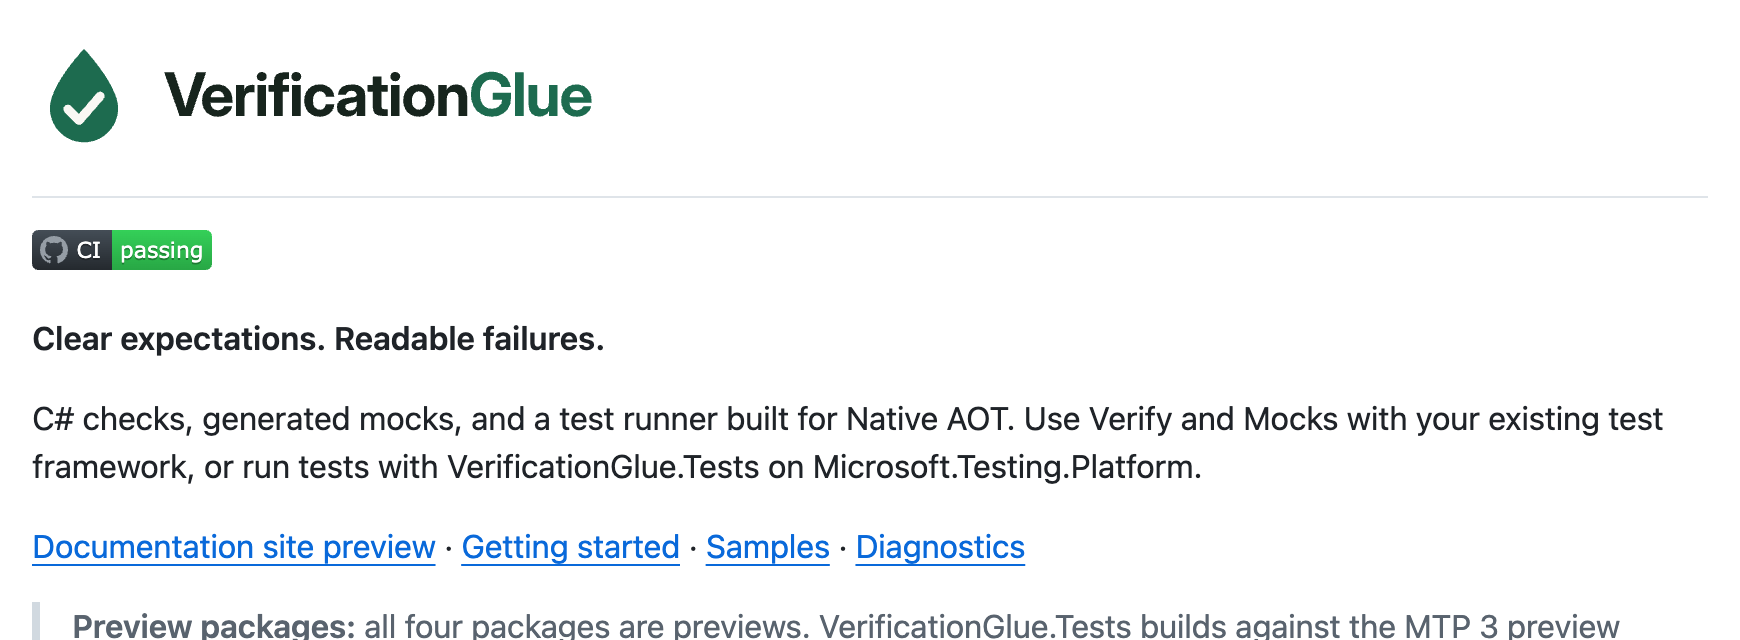 VerificationGlue
CI passing
Clear expectations. Readable failures.
C# checks, generated mocks, and a test runner built for Native AOT. Use Verify and Mocks with your existing test
framework, or run tests with VerificationGlue.Tests on Microsoft.Testing.Platform.
Documentation site preview · Getting started · Samples · Diagnostics
Preview packages: all four packages are previews. VerificationGlue.Tests builds against the MTP 3 preview